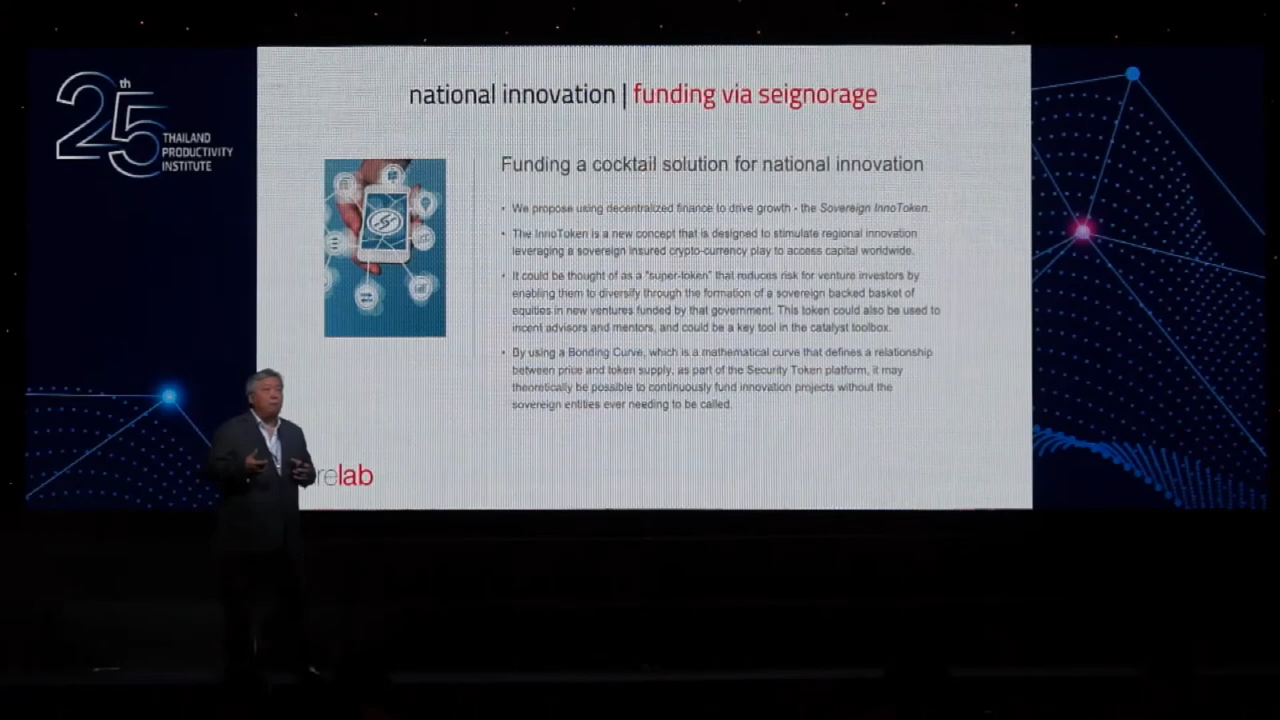 25th
THAILAND
PRODUCTIVITY
INSTITUTE
national innovation | funding via seignorage
Funding a cocktail solution for national innovation
• We propose using decentralized finance to drive growth - the Sovereign InnoToken.
• The InnoToken is a new concept that is designed to stimulate regional innovation
leveraging a sovereign insured crypto-currency play to access capital worldwide.
• It could be thought of as a "super-token" that reduces risk for venture investors by
enabling them to diversify through the formation of a sovereign backed basket of
equities in new ventures funded by that government. This token could also be used to
incent advisors and mentors, and could be a key tool in the catalyst toolbox.
• By using a Bonding Curve, which is a mathematical curve that defines a relationship
between price and token supply, as part of the Security Token platform, it may
theoretically be possible to continuously fund innovation projects without the
sovereign entities ever needing to be called.
relab